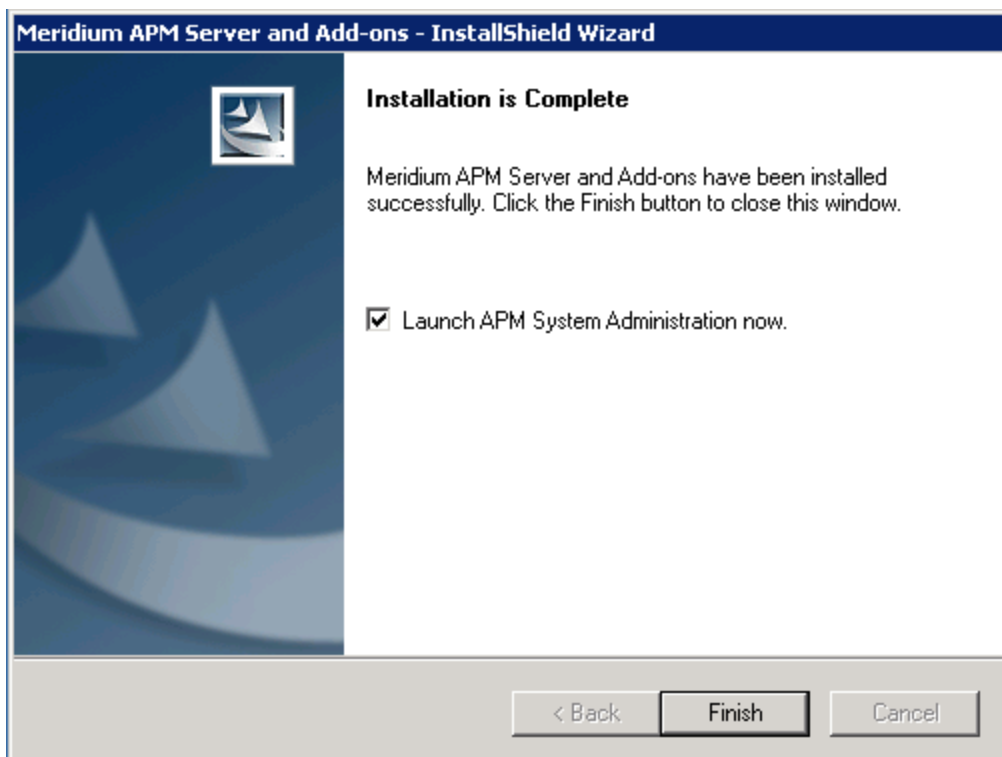 Meridium APM Server and Add-ons - InstallShield Wizard
Installation is Complete
Meridium APM Server and Add-ons have been installed
successfully. Click the Finish button to close this window.
Launch APM System Administration now.
< Back
Finish
Cancel